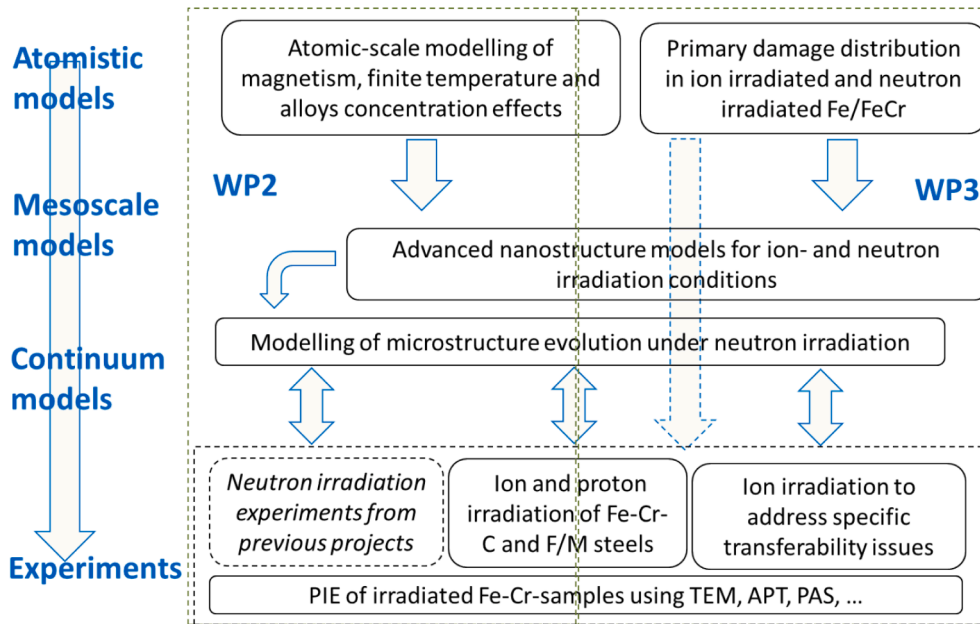 Atomistic
models
Atomic-scale modelling of
magnetism, finite temperature and
alloys concentration effects
Primary damage distribution
in ion irradiated and neutron
irradiated Fe/FeCr
WP2
WP3
Mesoscale
models
Advanced nanostructure models for ion- and neutron
irradiation conditions
Modelling of microstructure evolution under neutron irradiation
Continuum
models
Neutron irradiation
experiments from
previous projects
Ion and proton
irradiation of Fe-Cr-
C and F/M steels
Ion irradiation to
address specific
transferability issues
Experiments
PIE of irradiated Fe-Cr-samples using TEM, APT, PAS, ...